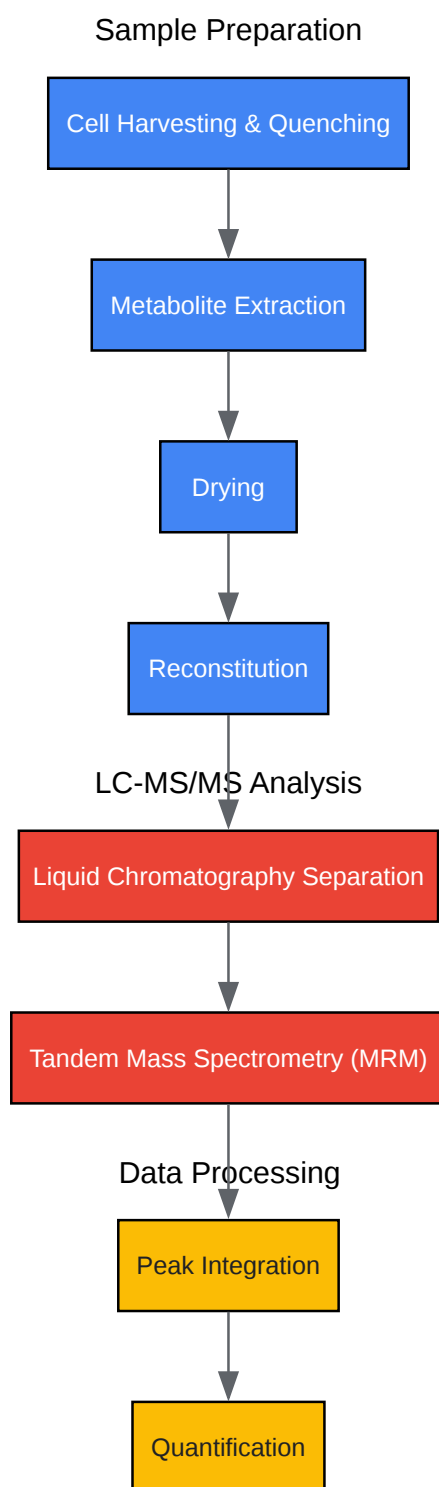 Sample Preparation
Cell Harvesting & Quenching
Metabolite Extraction
Drying
Reconstitution
LC-MS/MS Analysis
Liquid Chromatography Separation
Tandem Mass Spectrometry (MRM)
Data Processing
Peak Integration
Quantification